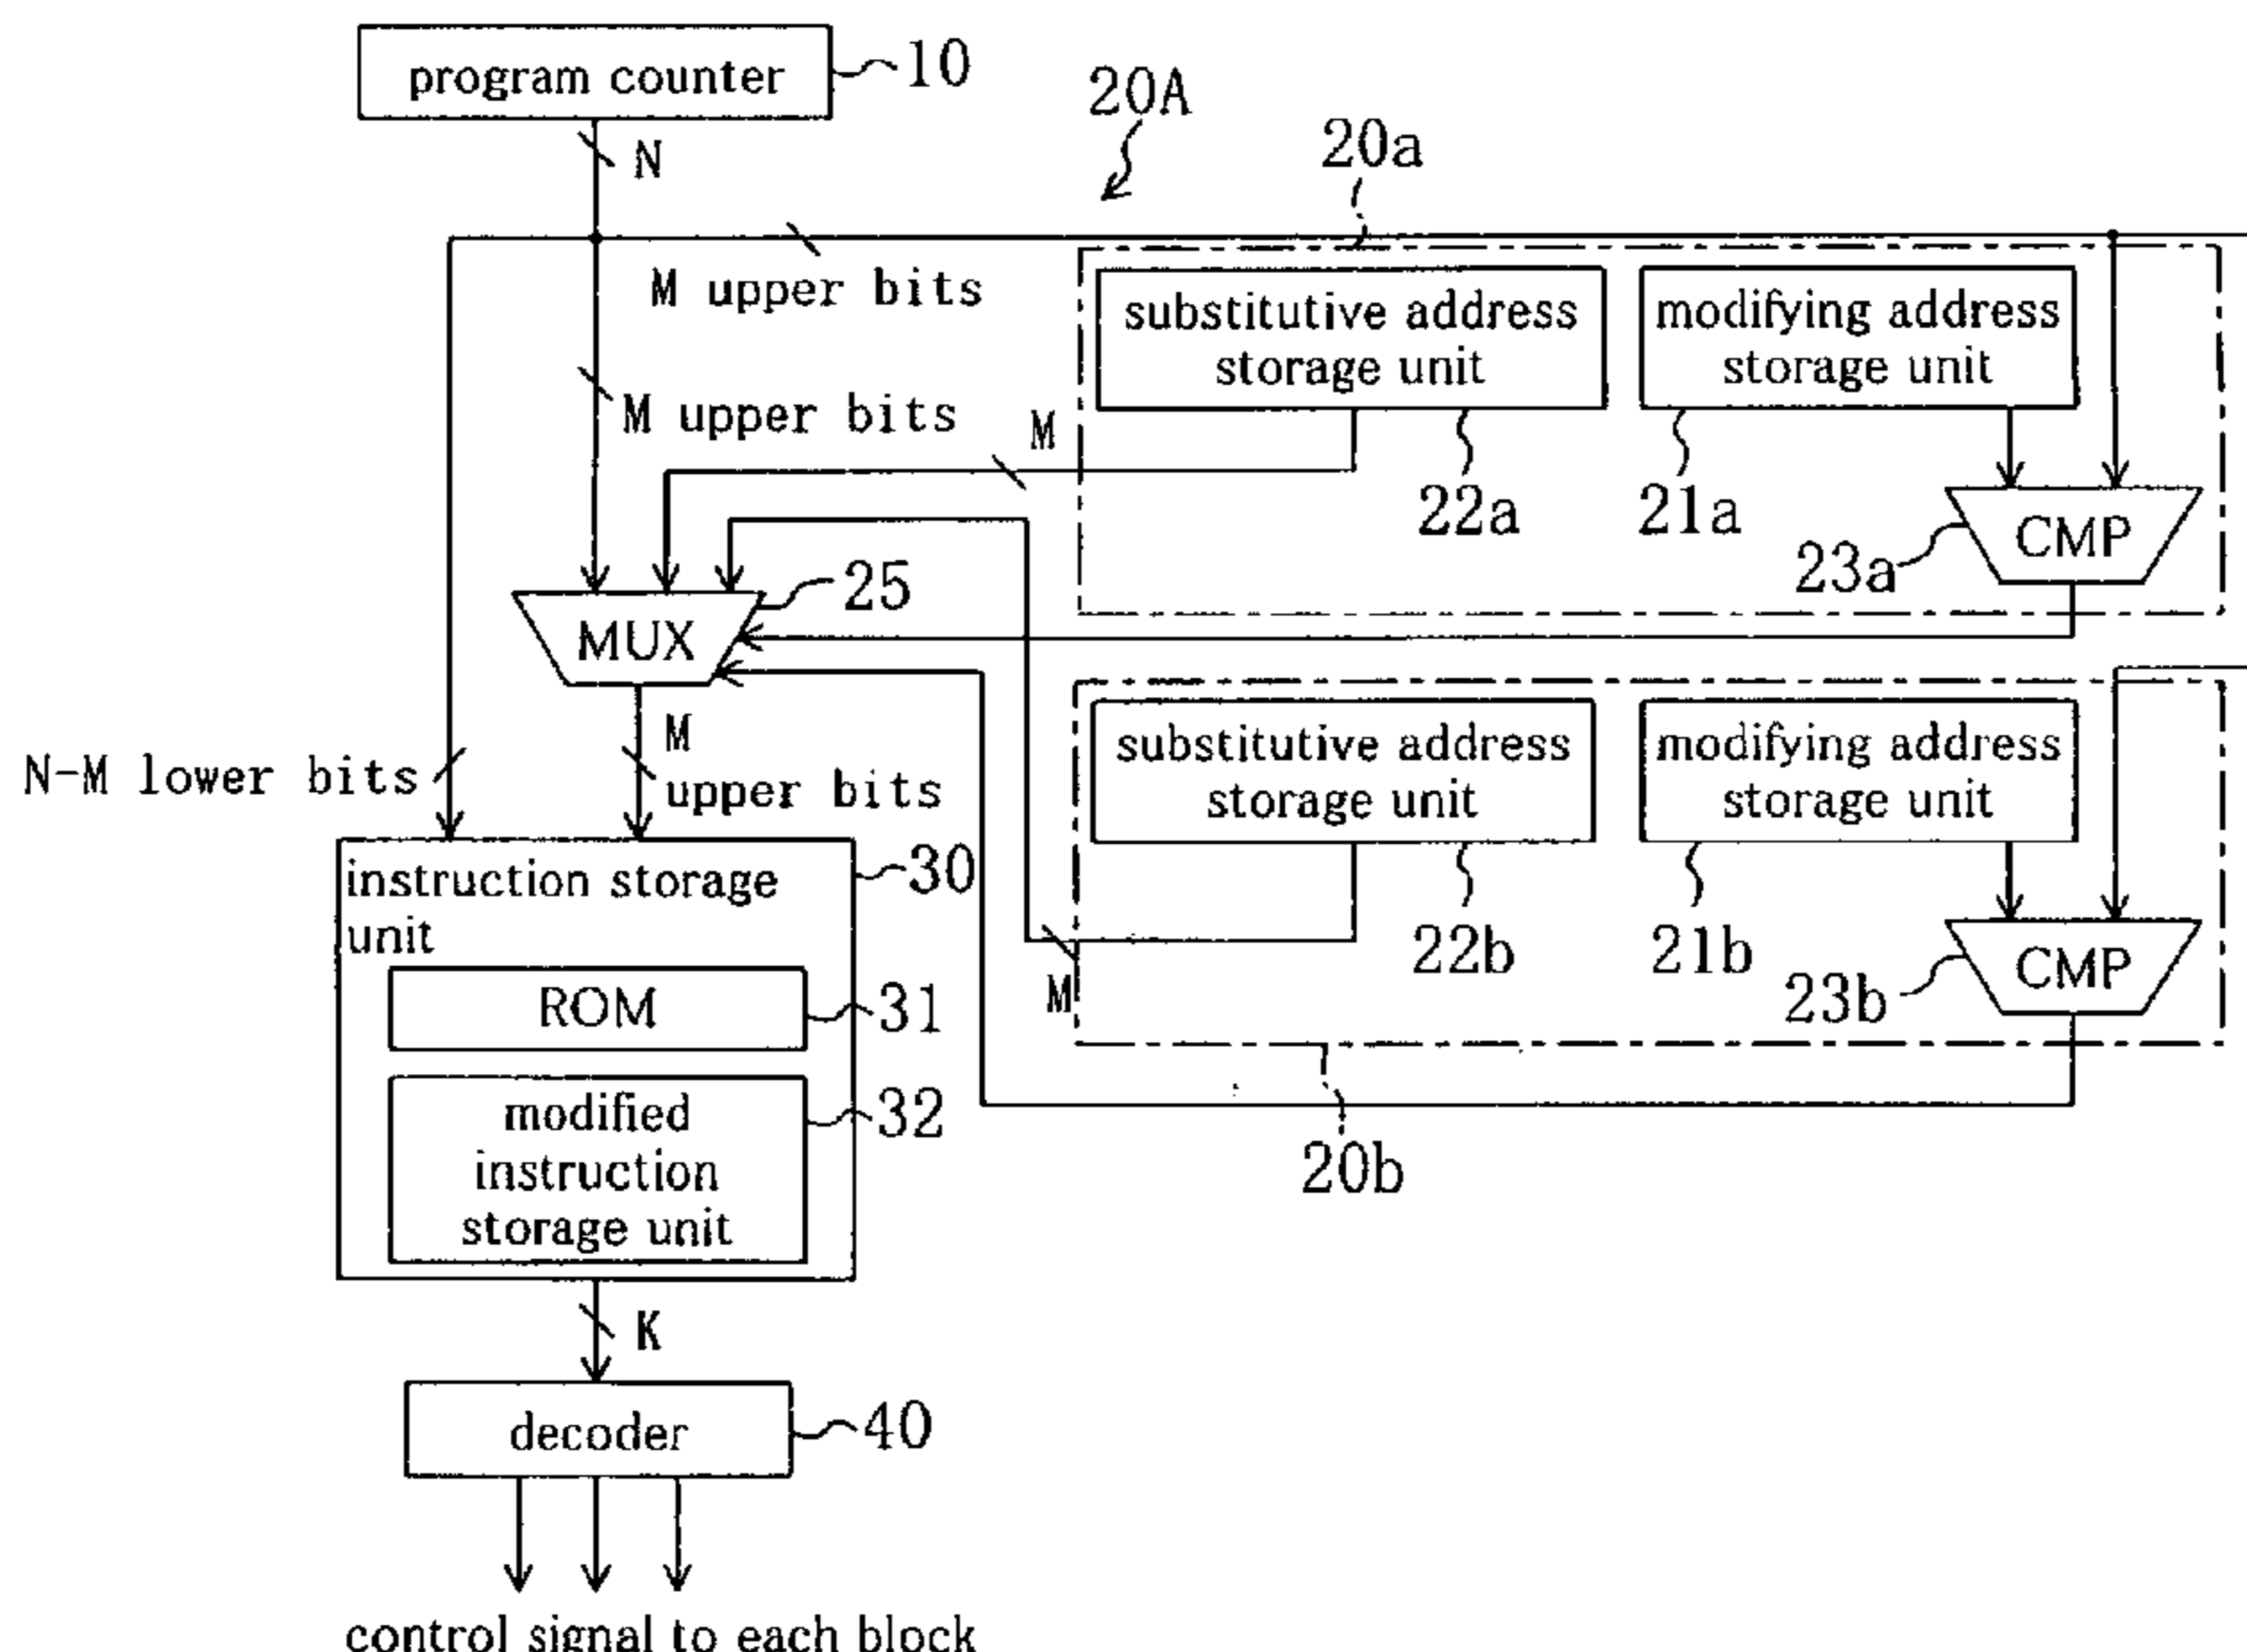 program counter
10
N
20A
20a
M upper bits
substitutive address
storage unit
modifying address
storage unit
M upper bits
M
22a
21a
CMP
23a
25
MUX
M
upper bits
N-M lower bits
substitutive address
storage unit
modifying address
storage unit
22b
21b
CMP
23b
M
instruction storage
unit
30
ROM
31
modified
instruction
storage unit
32
20b
K
decoder
40
control signal to each block